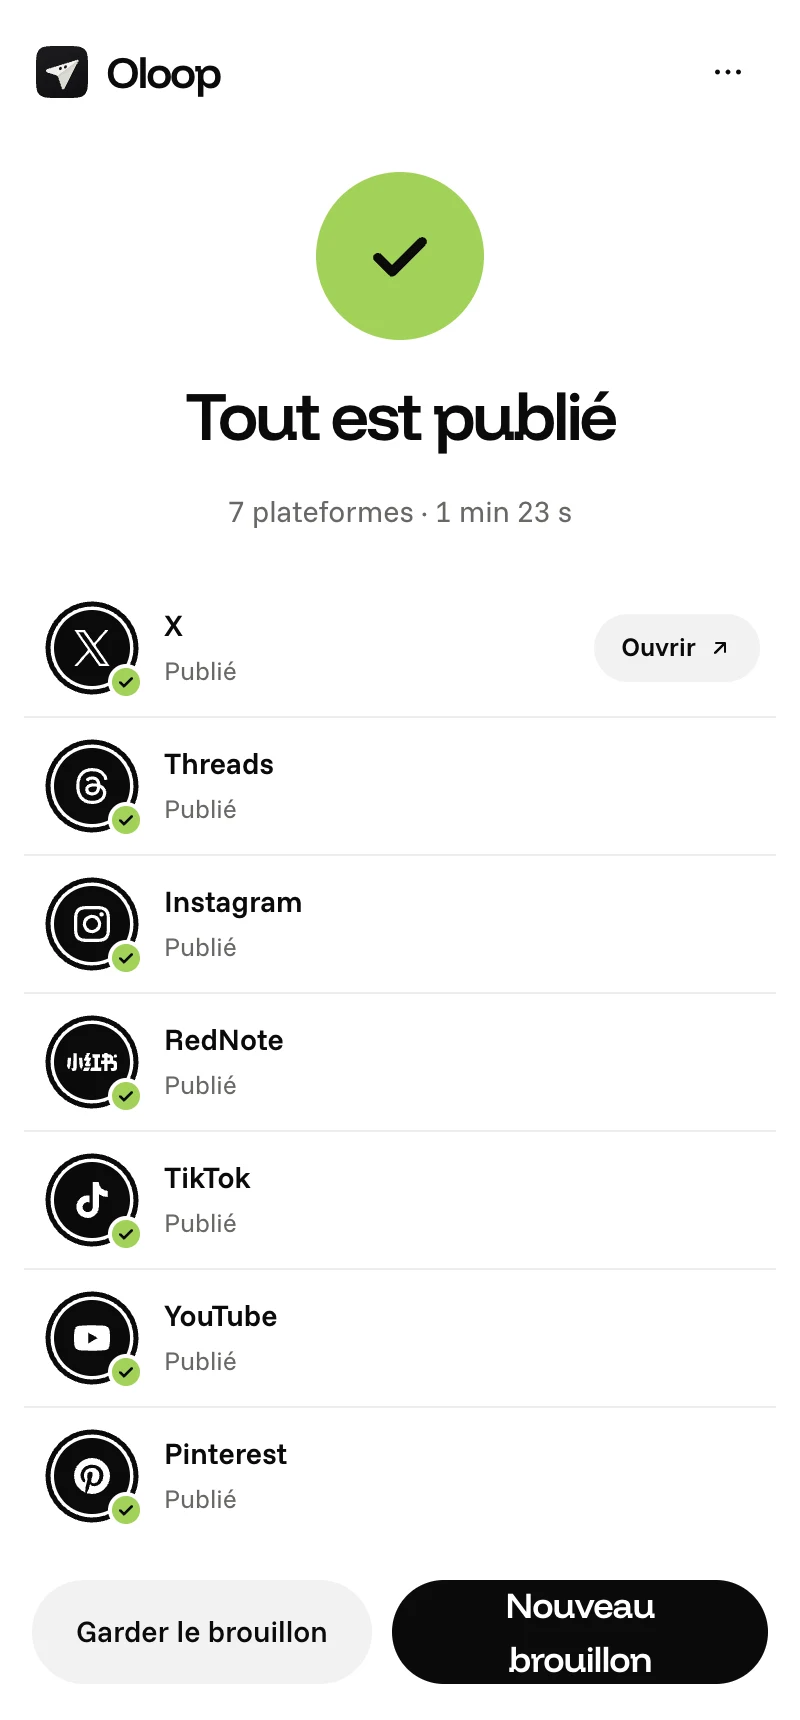 Oloop
Tout est publié
7 plateformes · 1 min 23 s
X
Publié
Ouvrir
Threads
Publié
Instagram
Publié
小红书
RedNote
Publié
TikTok
Publié
YouTube
Publié
Pinterest
Publié
Garder le brouillon
Nouveau
brouillon